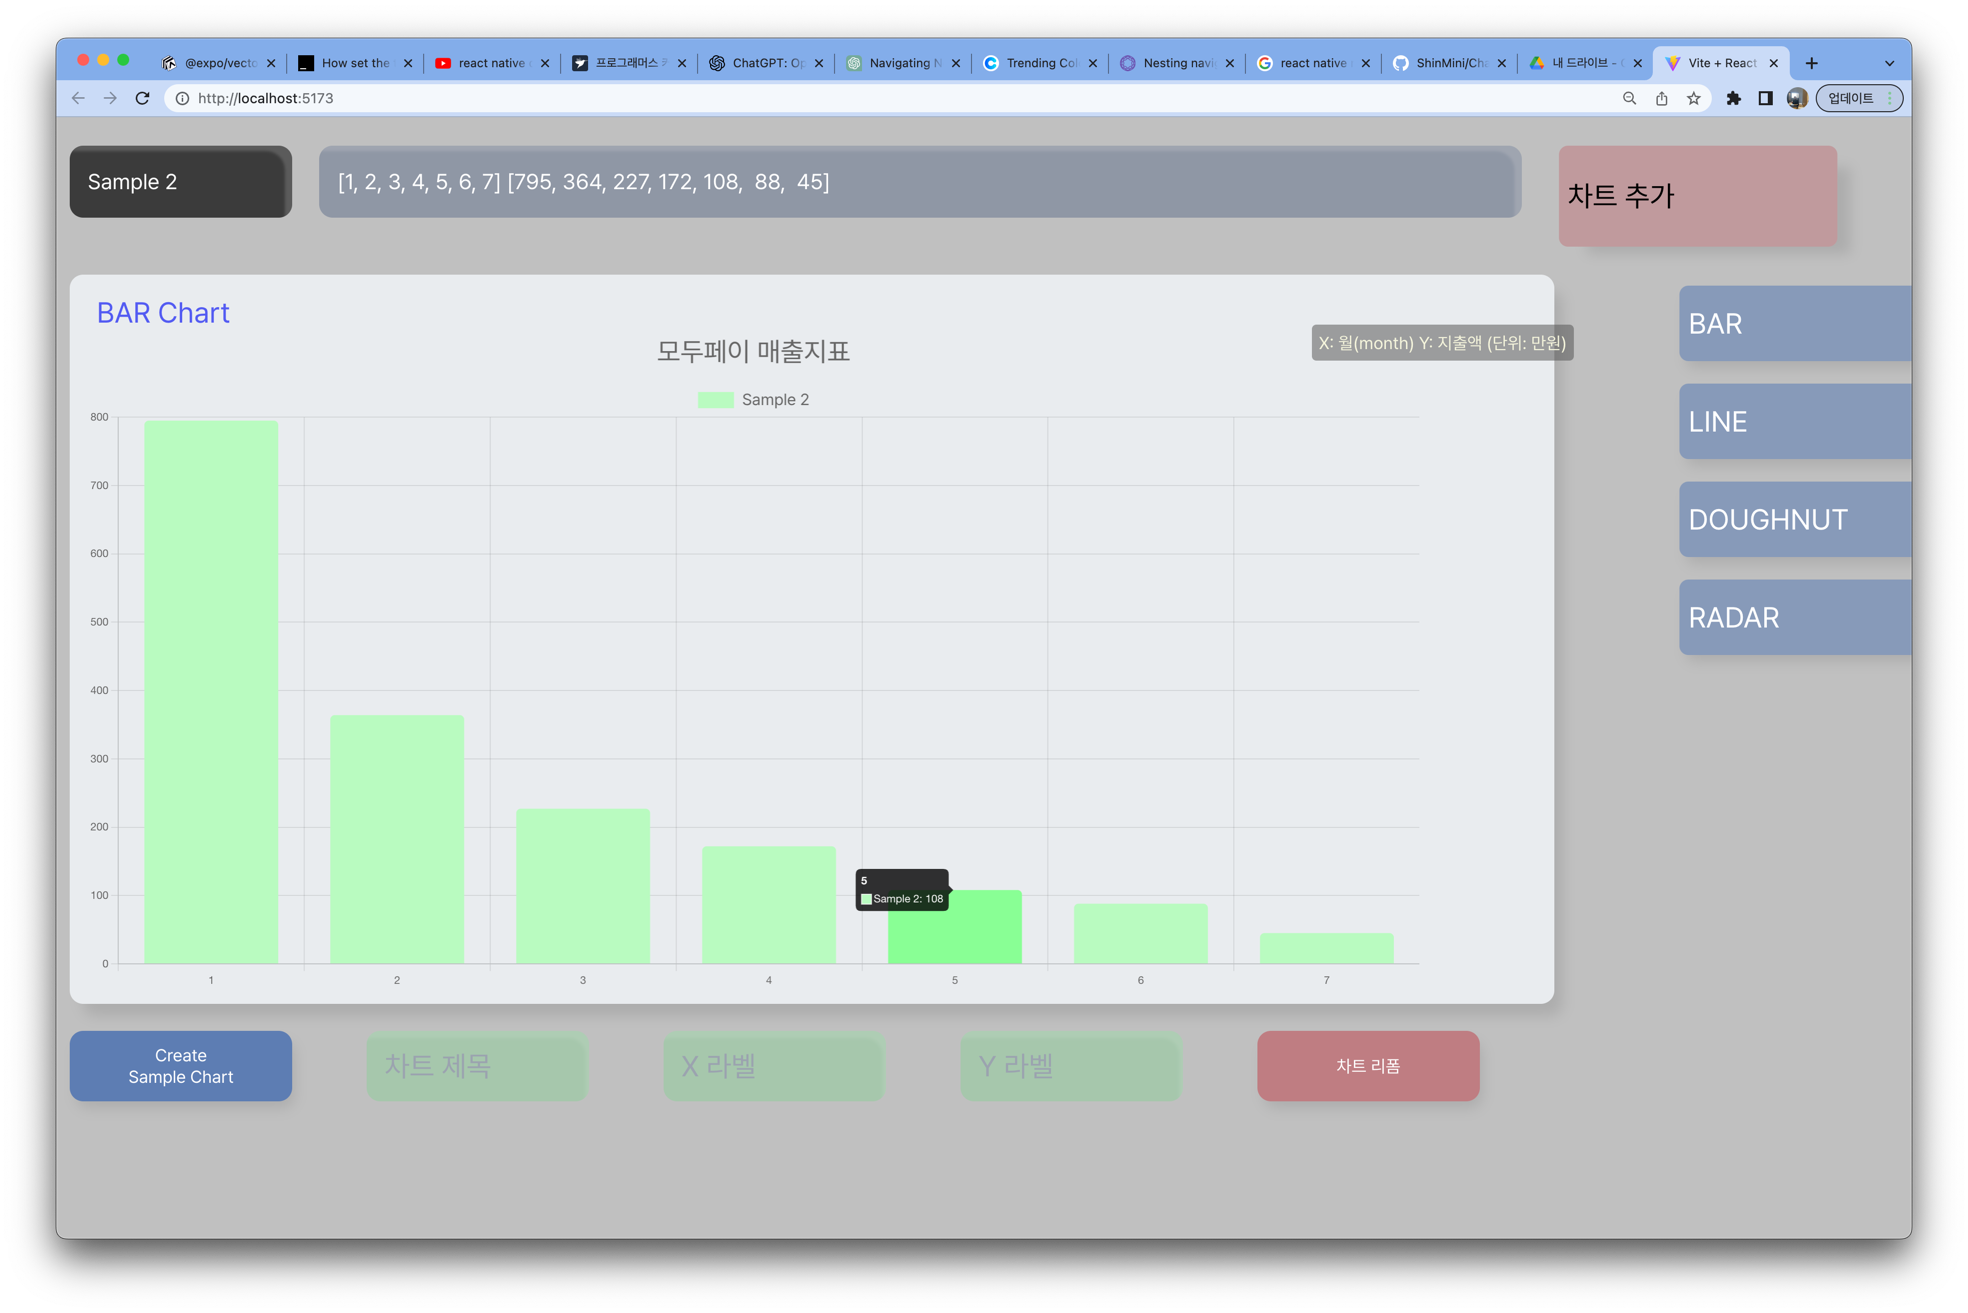 @expo/vecto
How set the
react native
프로그래머스
ChatGPT: Op
Navigating N
Trending Col
Nesting navi
react native
ShinMini/Cha
내 드라이브 -
Vite + React
http://localhost:5173
업데이트
Sample 2
[1, 2, 3, 4, 5, 6, 7] [795, 364, 227, 172, 108, 88, 45]
차트 추가
BAR Chart
모두페이 매출지표
X: 월(month) Y: 지출액 (단위: 만원)
Sample 2
800
700
600
500
400
300
200
100
0
5
Sample 2: 108
1
2
3
4
5
6
7
BAR
LINE
DOUGHNUT
RADAR
Create
Sample Chart
차트 제목
X 라벨
Y 라벨
차트 리폼